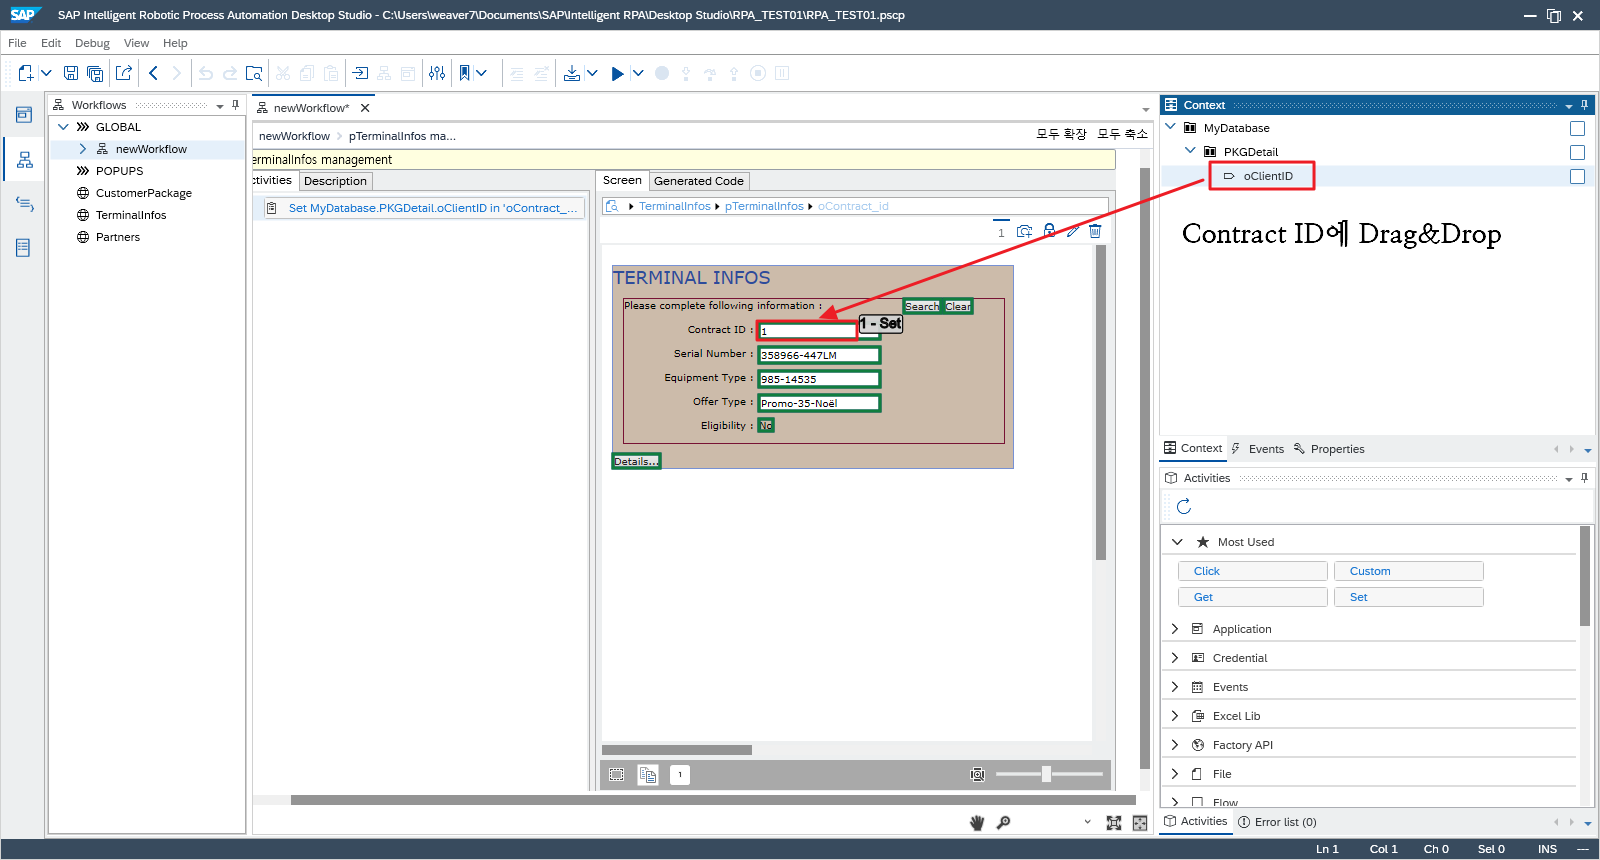 SAP SAP Intelligent Robotic Process Automation Desktop Studio - C:\Users\weaver7\Documents\SAP\Intelligent RPA\Desktop Studio\RPA_TEST01\RPA_TEST01.pscp
File Edit Debug View Help
Workflows
GLOBAL
newWorkflow
POPUPS
CustomerPackage
TerminalInfos
Partners
newWorkflow*
newWorkflow > pTerminalInfos ma...
모두 확장 모두 축소
erminalInfos management
ctivities Description
Set MyDatabase.PKGDetail.oClientID in 'oContract_...
Screen Generated Code
TerminalInfos pTerminalInfos oContract_id
1
TERMINAL INFOS
Please complete following information : Search Clear
Contract ID : 1
1 - Set
Serial Number : 358966-447LM
Equipment Type : 985-14535
Offer Type : Promo-35-Noël
Eligibility : No
Details...
1
Context
MyDatabase
PKGDetail
oClientID
Contract ID에 Drag&Drop
Context Events Properties
Activities
Most Used
Click Custom
Get Set
Application
Credential
Events
Excel Lib
Factory API
File
Flow
Activities Error list (0)
Ln 1 Col 1 Ch 0 Sel 0 INS ---